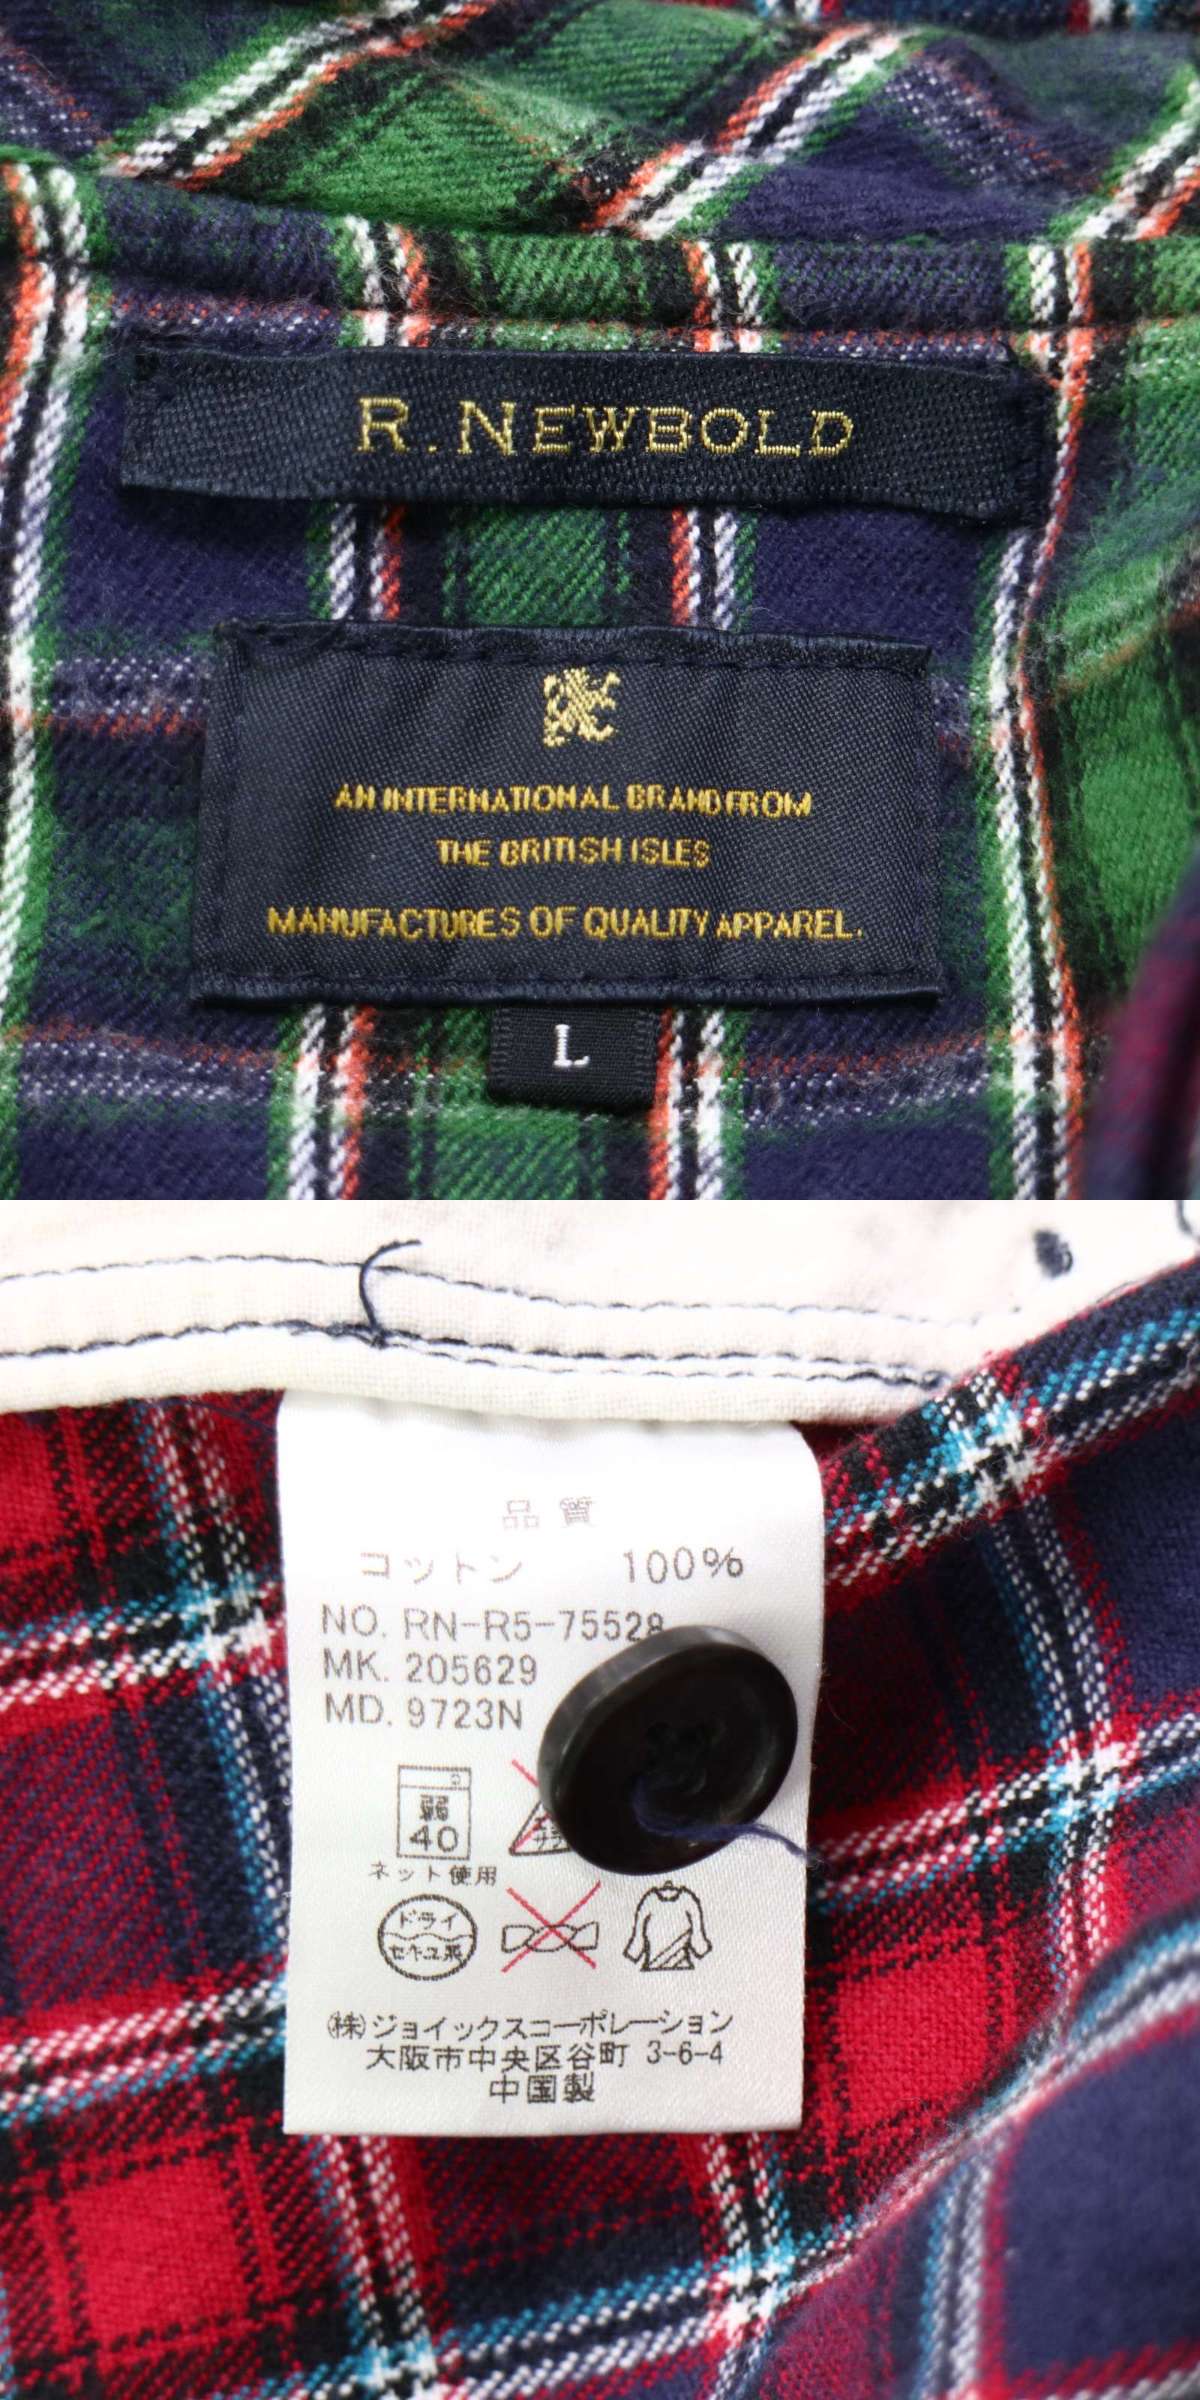 R. NEWBOLD
AN INTERNATIONAL BRAND FROM
THE BRITISH ISLES
MANUFACTURES OF QUALITY APPAREL.
L
品質
コットン 100%
NO. RN-R5-75528
MK. 205629
MD. 9723N
弱
40
ネット使用
ドライ
セキユ系
㈱ジョイックスコーポレーション
大阪市中央区谷町 3-6-4
中国製